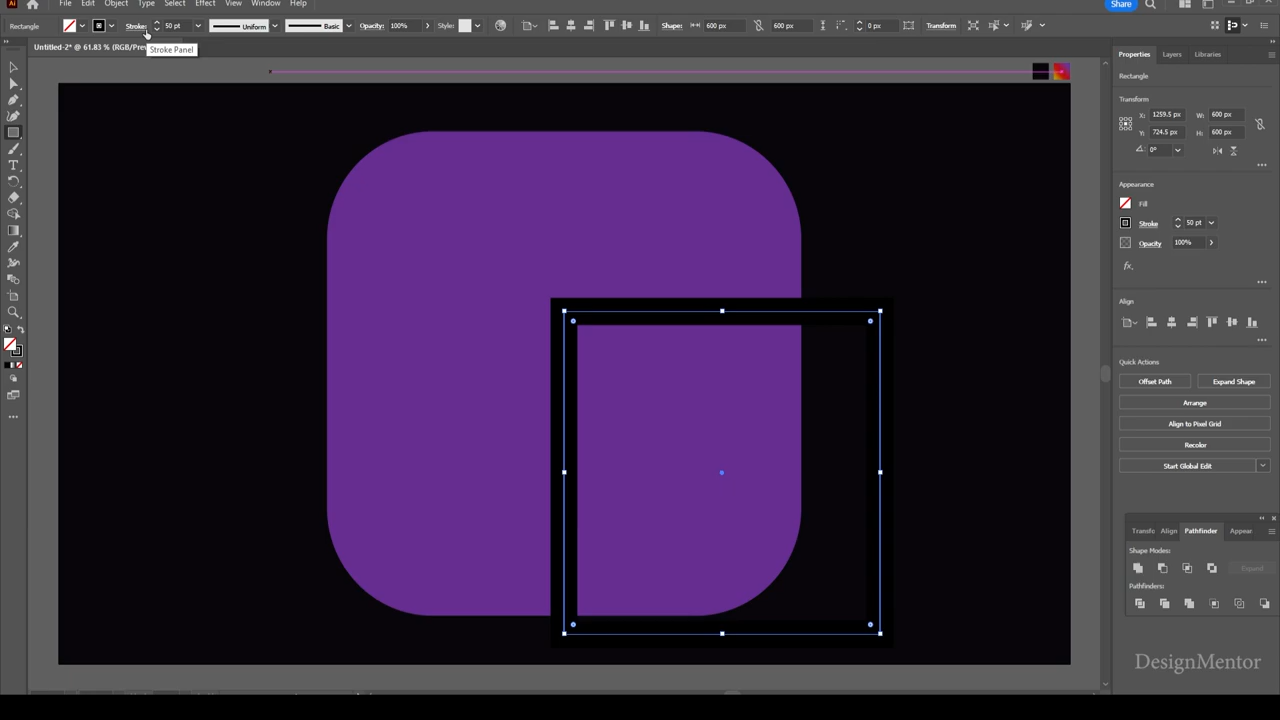 Ai File Edit Object Type Select Effect View Window Help Share
Rectangle Stroke: 50 pt Uniform Basic Opacity: 100% Style: Shape: 600 px 600 px 0 px Transform
Untitled-2* @ 61.83 % (RGB/Pre
Stroke Panel
Properties Layers Libraries
Rectangle
Transform
X: 1259.5 px W: 600 px
Y: 724.5 px H: 600 px
0°
Appearance
Fill
Stroke 50 pt
Opacity 100%
fx.
Align
Quick Actions
Offset Path Expand Shape
Arrange
Align to Pixel Grid
Recolor
Start Global Edit
Transfo Align Pathfinder Appear
Shape Modes:
Expand
Pathfinders:
DesignMentor